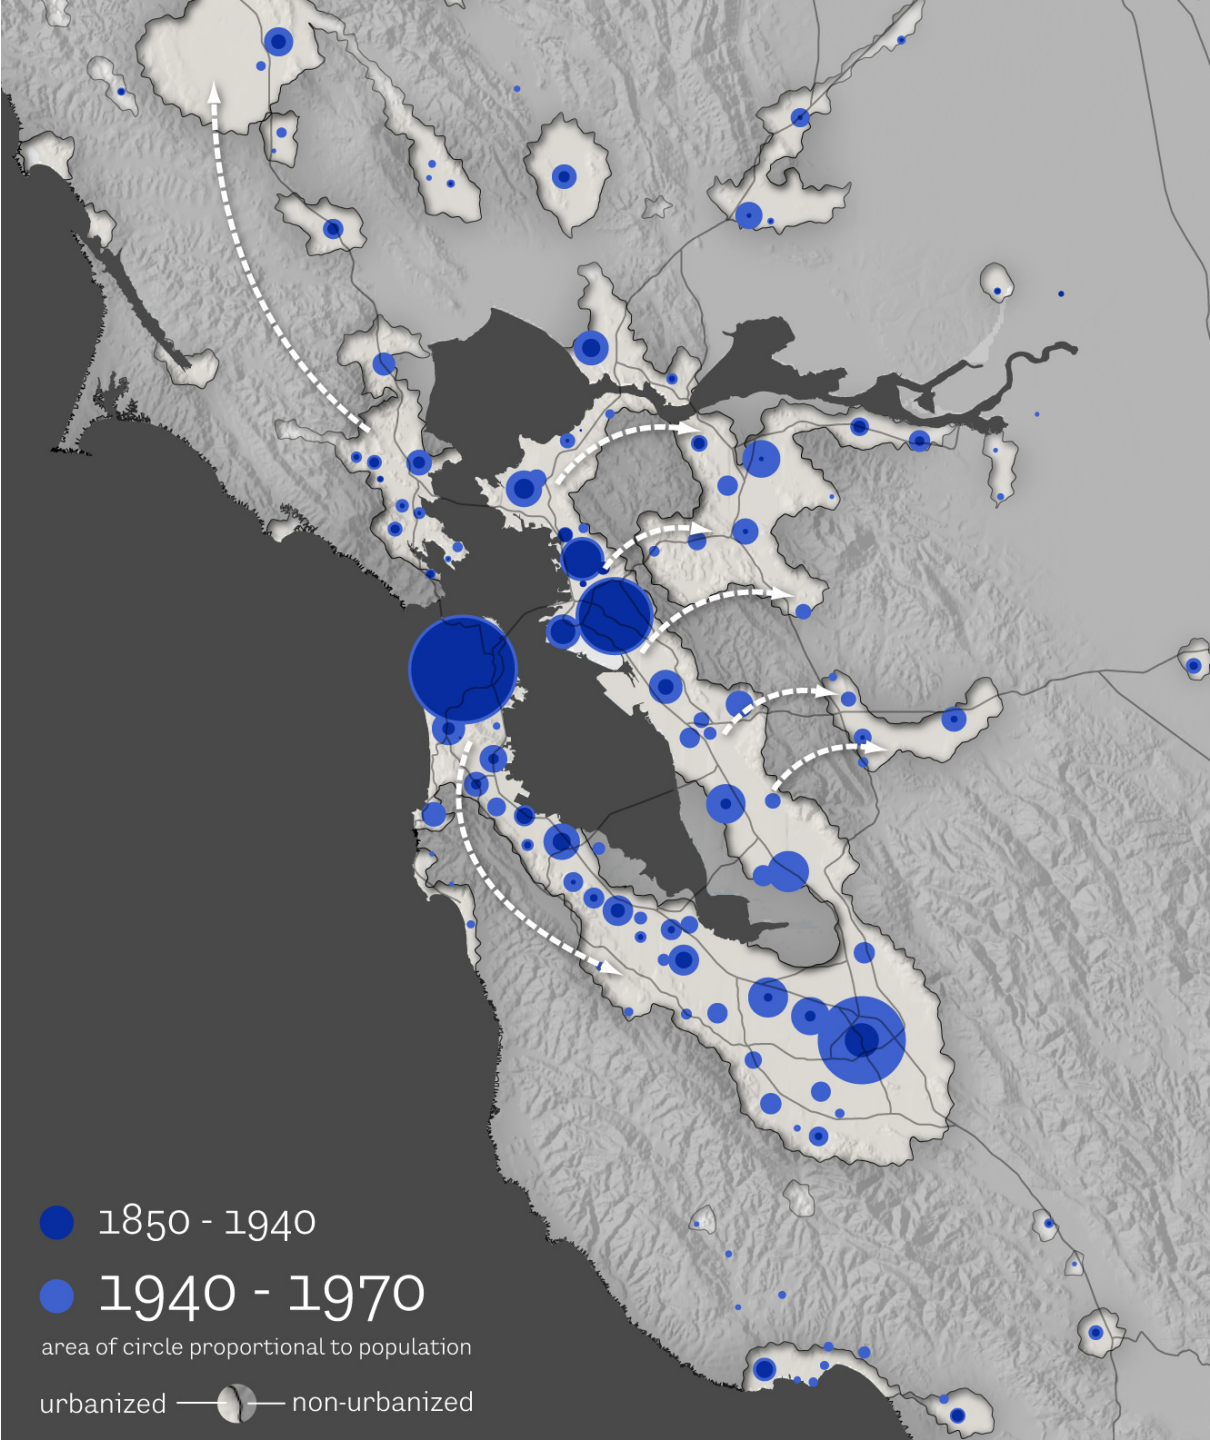 1850 - 1940
1940 - 1970
area of circle proportional to population
urbanized
non-urbanized